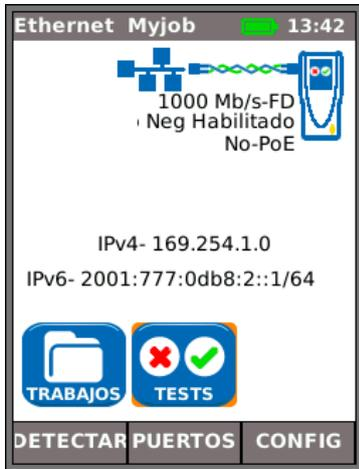 Ethernet Myjob 13:42
1000 Mb/s-FD
Neg Habilitado
No-PoE
IPv4- 169.254.1.0
IPv6- 2001:777:0db8:2::1/64
TRABAJOS TESTS
DETECTAR PUERTOS CONFIG